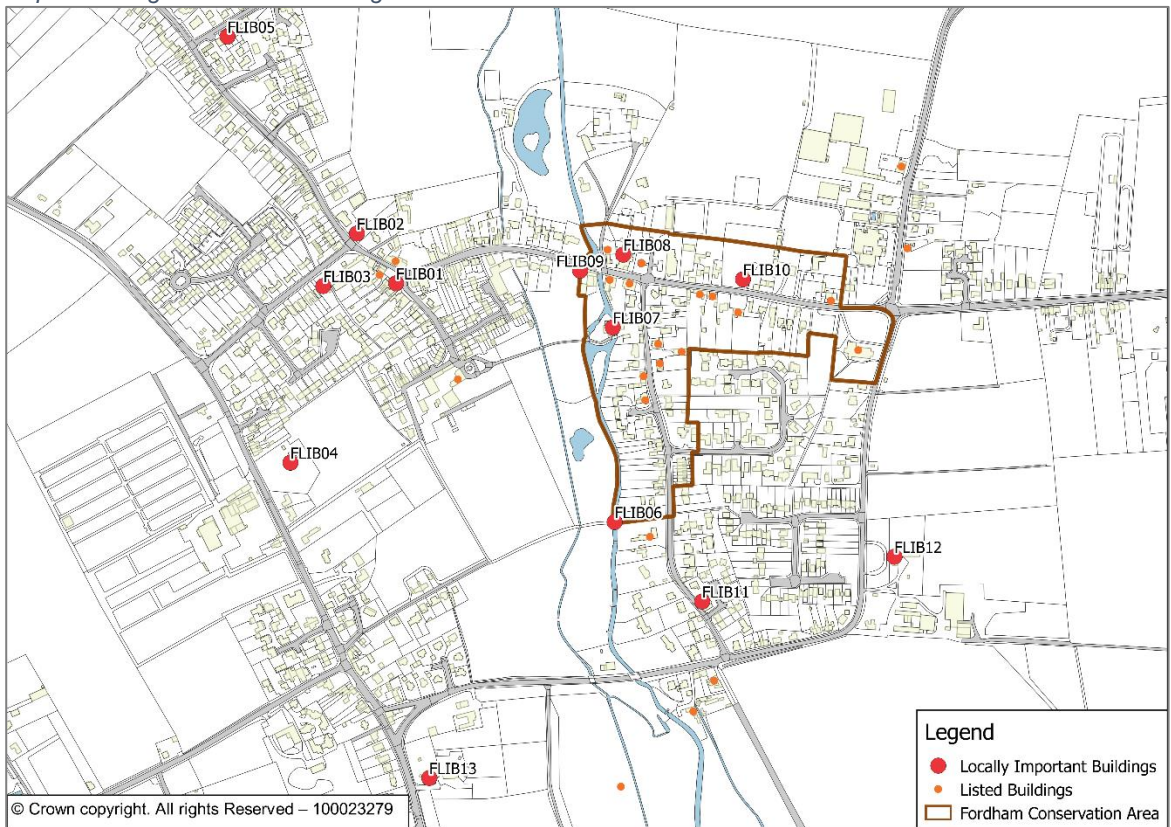 FLIB05
FLIB02
FLIB08
FLIB09
FLIB03
FLIB01
FLIB10
FLIB07
FLIB04
FLIB06
FLIB12
FLIB11
FLIB13
Legend
Locally Important Buildings
Listed Buildings
Fordham Conservation Area
© Crown copyright. All rights Reserved – 100023279